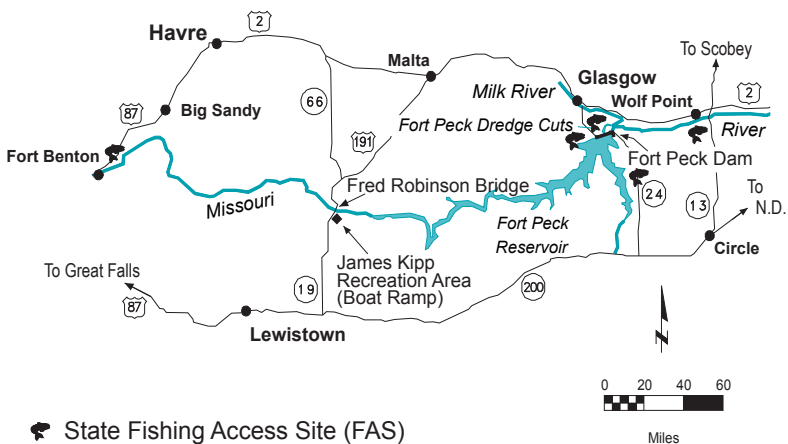 Havre
2
Malta
To Scobey
Glasgow
Milk River
Wolf Point
2
66
87
Big Sandy
191
Fort Peck Dredge Cuts
River
Fort Benton
Fort Peck Dam
Fred Robinson Bridge
24
To
N.D.
Missouri
13
Fort Peck
Reservoir
Circle
James Kipp
Recreation Area
(Boat Ramp)
To Great Falls
19
200
87
Lewistown
N
0 20 40 60
Miles
State Fishing Access Site (FAS)